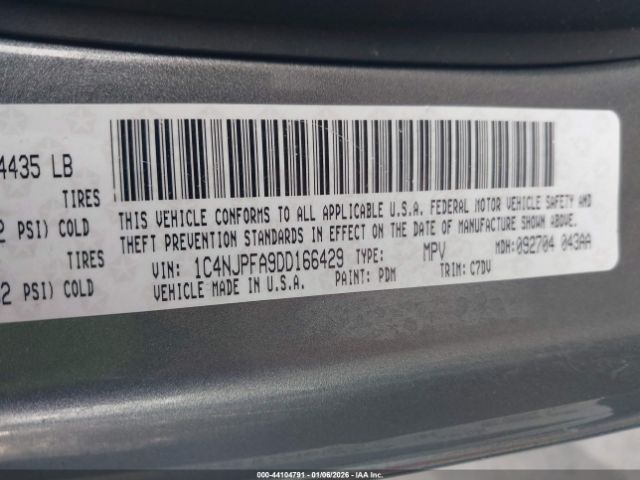 4435 LB
TIRES
2 PSI) COLD
TIRES
2 PSI) COLD
THIS VEHICLE CONFORMS TO ALL APPLICABLE U.S.A. FEDERAL MOTOR VEHICLE SAFETY AND
THEFT PREVENTION STANDARDS IN EFFECT ON THE DATE OF MANUFACTURE SHOWN ABOVE.
VIN: 1C4NJPFA9DD166429 TYPE: MPV MDH:092704 043AA
VEHICLE MADE IN U.S.A. PAINT: PDM TRIM: C7DV
000-44104791 - 01/06/2026 - IAA Inc.